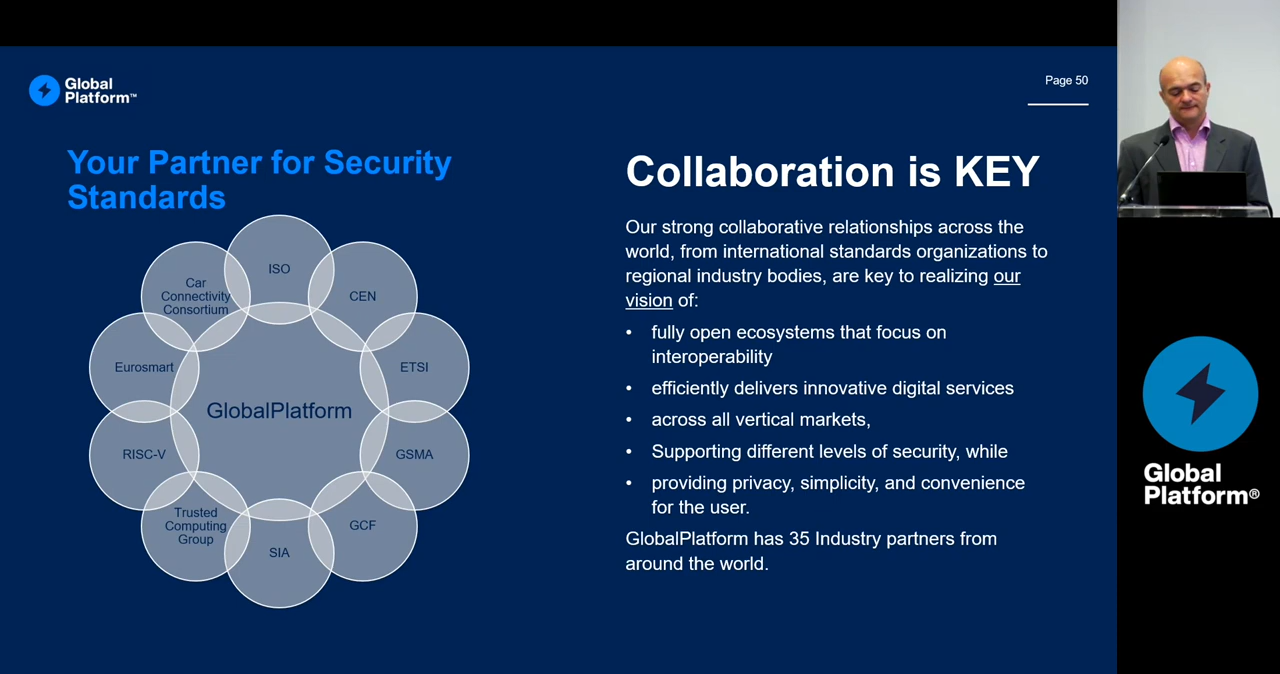 Global
Platform™
Page 50
Your Partner for Security
Standards
ISO
CEN
ETSI
GSMA
GCF
SIA
Trusted
Computing
Group
RISC-V
Eurosmart
Car
Connectivity
Consortium
GlobalPlatform
Collaboration is KEY
Our strong collaborative relationships across the
world, from international standards organizations to
regional industry bodies, are key to realizing our
vision of:
• fully open ecosystems that focus on
interoperability
• efficiently delivers innovative digital services
• across all vertical markets,
• Supporting different levels of security, while
• providing privacy, simplicity, and convenience
for the user.
GlobalPlatform has 35 Industry partners from
around the world.
Global
Platform®